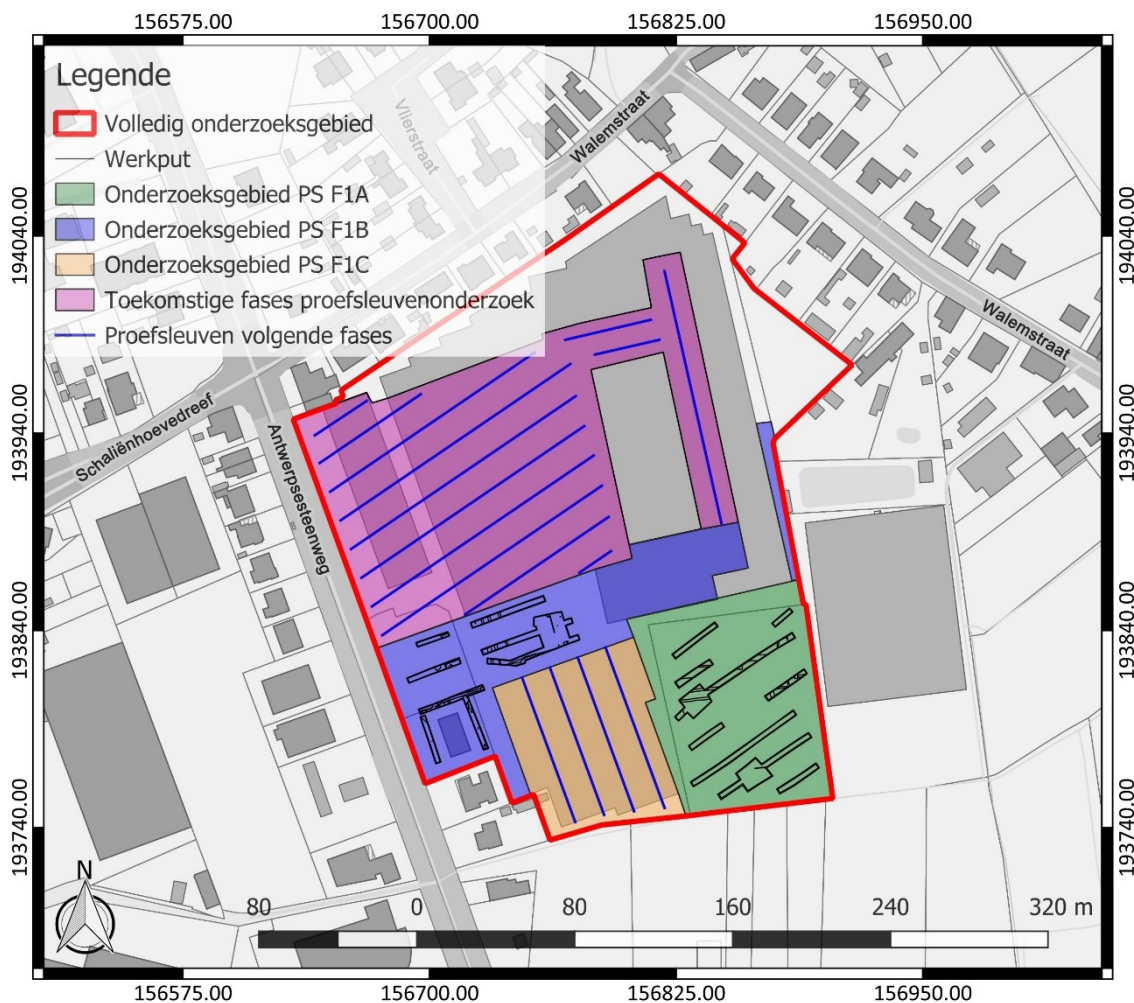 156575.00 156700.00 156825.00 156950.00
Legende
Volledig onderzoeksgebied
Werkput
Onderzoeksgebied PS F1A
Onderzoeksgebied PS F1B
Onderzoeksgebied PS F1C
Toekomstige fases proefsleuvenonderzoek
Proefsleuven volgende fases
Vlierstraat
Walemstraat
Walemstraat
Schaliënhoevedreef
Antwerpsesteenweg
194040.00
193940.00
193840.00
193740.00
194040.00
193940.00
193840.00
193740.00
N
80 0 80 160 240 320 m
156575.00 156700.00 156825.00 156950.00